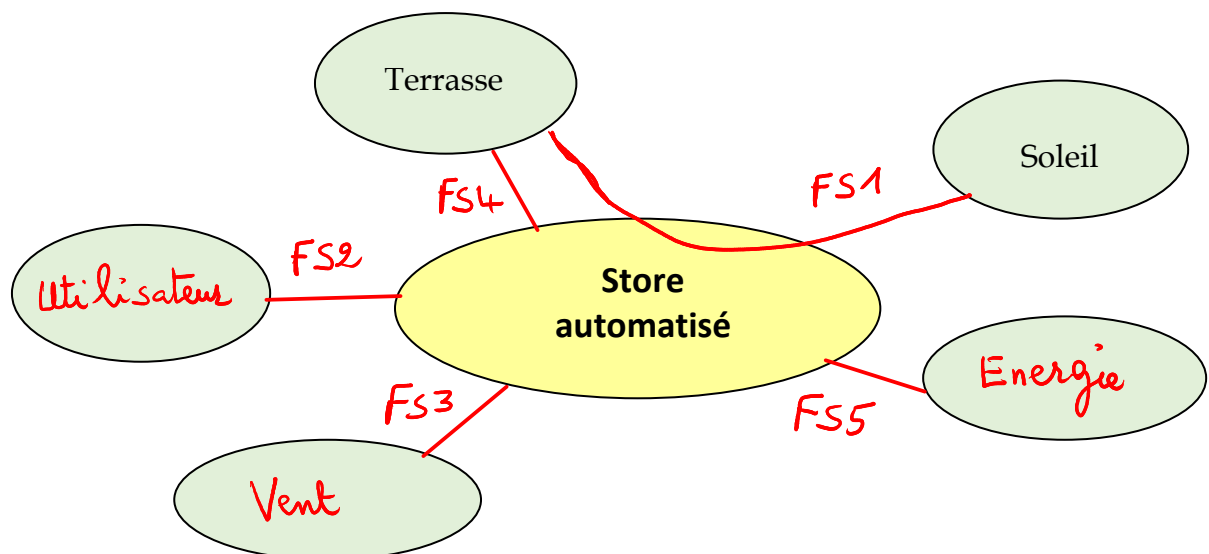 Terrasse
Soleil
FS1
FS4
FS2
Utilisateur
Store
automatisé
Energie
FS3
FS5
Vent